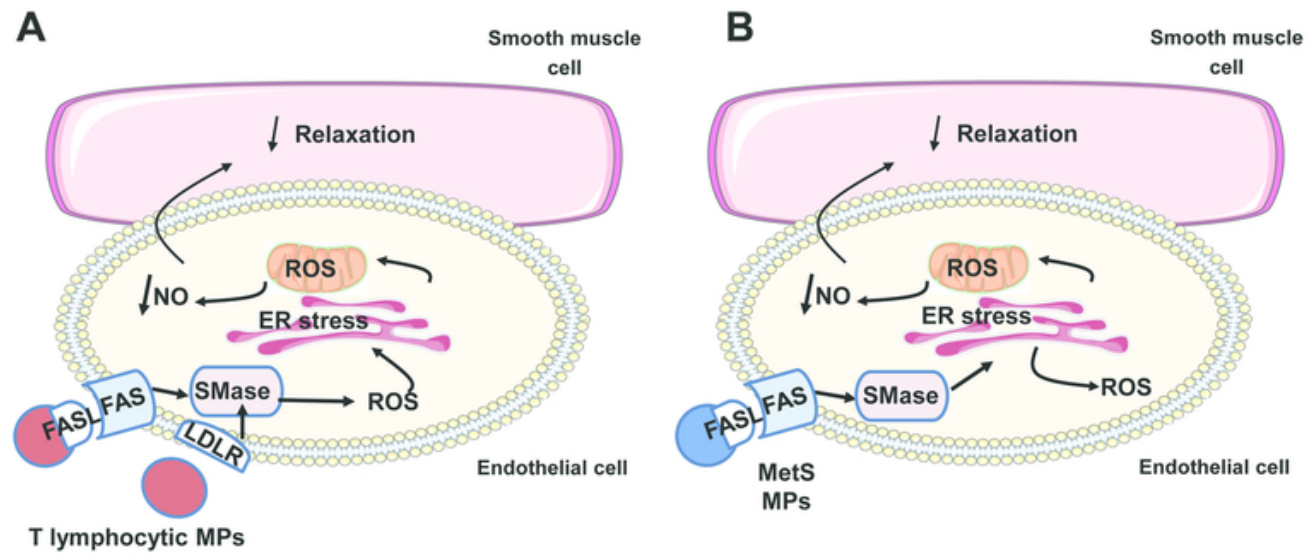 A
Smooth muscle
cell
↓ Relaxation
ROS
↓ NO
ER stress
SMase
ROS
FASL
FAS
LDLR
Endothelial cell
T lymphocytic MPs
B
Smooth muscle
cell
↓ Relaxation
ROS
↓ NO
ER stress
ROS
SMase
FASL
FAS
MetS
MPs
Endothelial cell